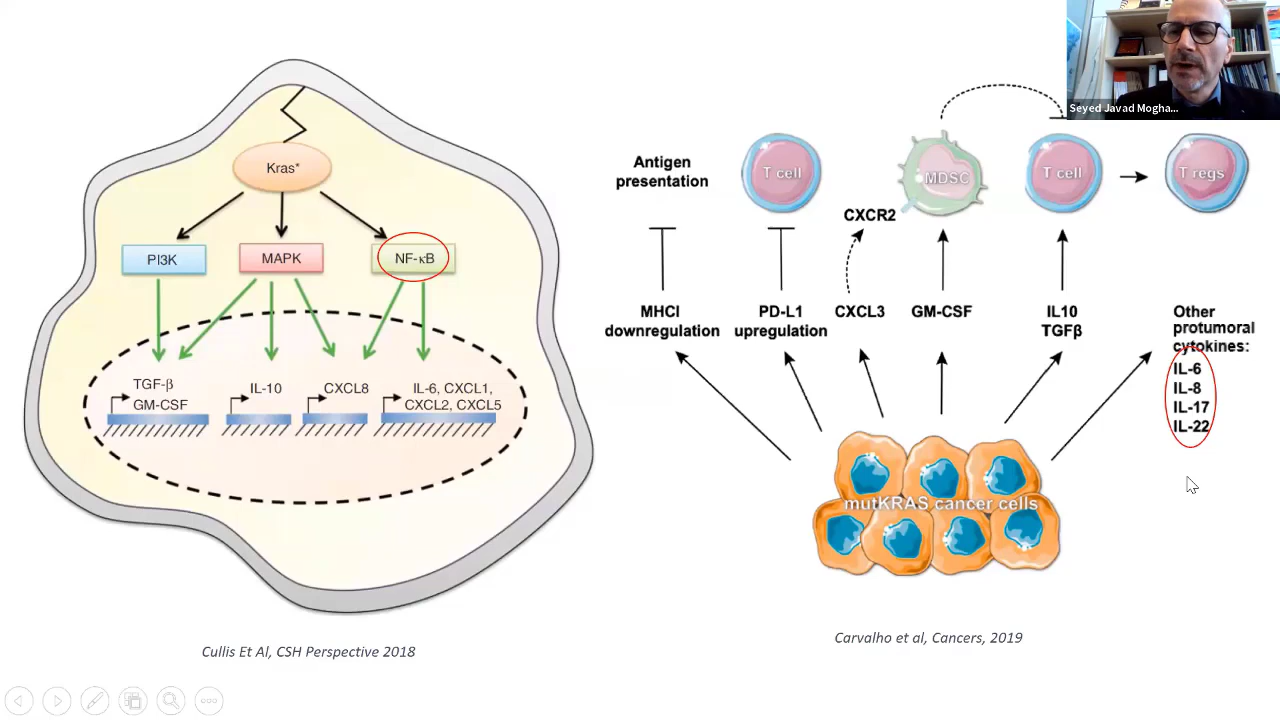 Seyed Javad Mogha...
Kras*
PI3K
MAPK
NF-κB
TGF-β
GM-CSF
IL-10
CXCL8
IL-6, CXCL1,
CXCL2, CXCL5
Cullis Et Al, CSH Perspective 2018
Antigen
presentation
T cell
MDSC
T cell
T regs
CXCR2
MHCI
downregulation
PD-L1
upregulation
CXCL3
GM-CSF
IL10
TGFβ
Other
protumoral
cytokines:
IL-6
IL-8
IL-17
IL-22
mutKRAS cancer cells
Carvalho et al, Cancers, 2019